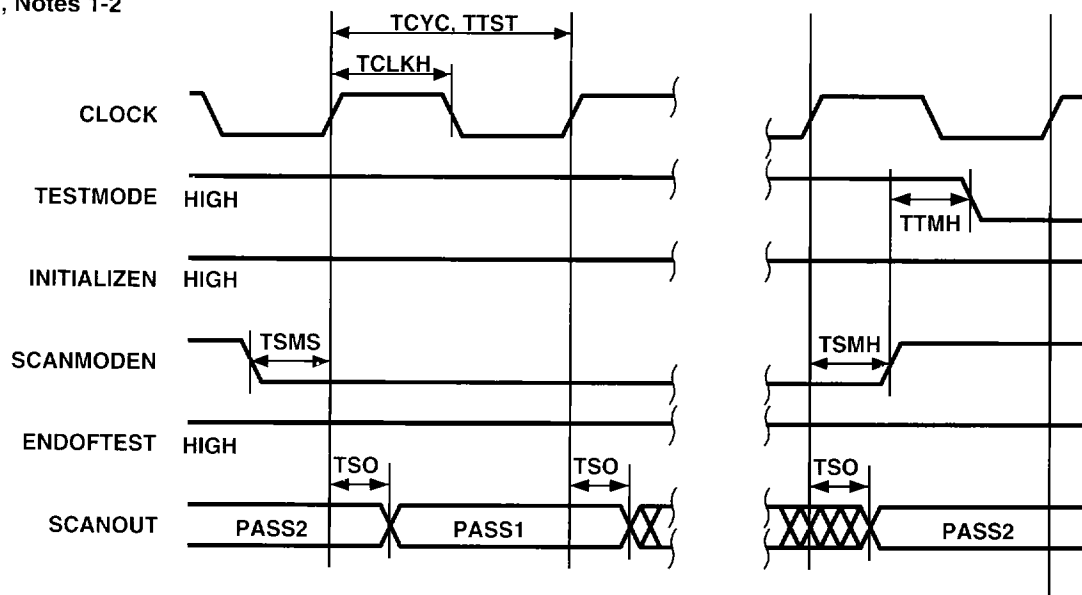 , Notes 1-2
TCYC, TTST
TCLKH
CLOCK
TESTMODE HIGH
TTMH
INITIALIZEN HIGH
SCANMODEN TSMS TSMH
ENDOFTEST HIGH
TSO TSO TSO
SCANOUT PASS2 PASS1 PASS2